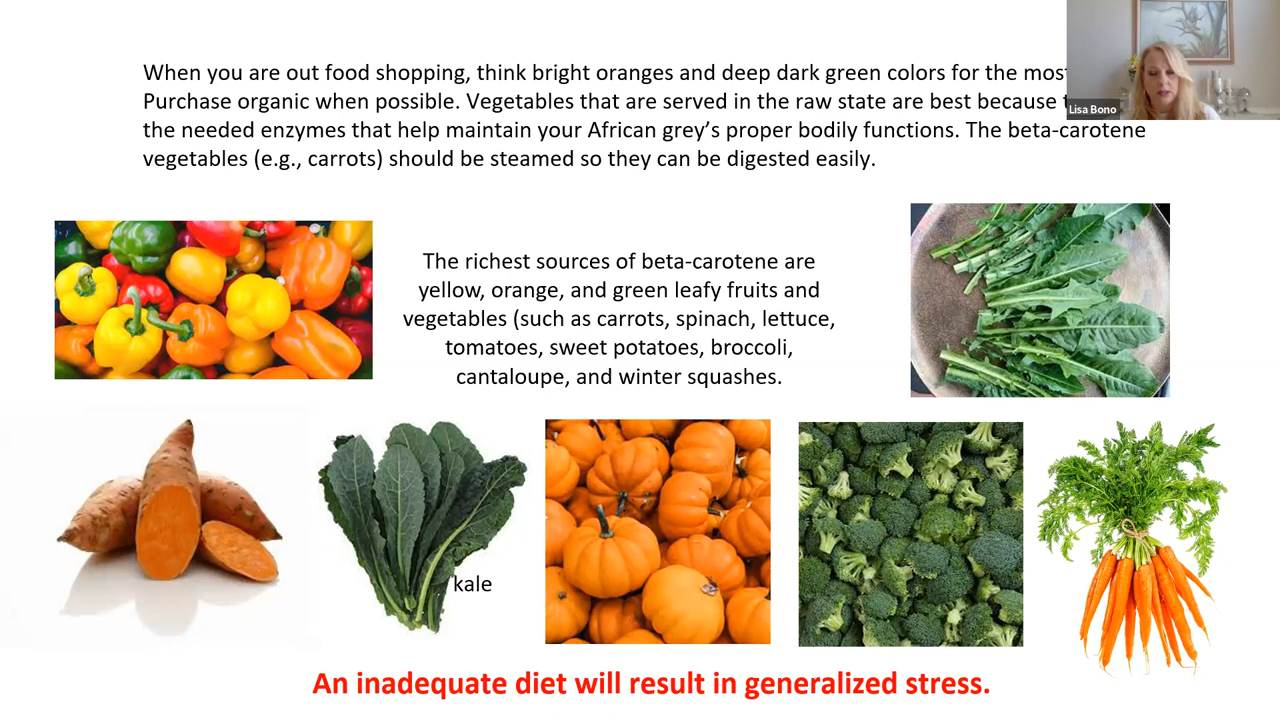 When you are out food shopping, think bright oranges and deep dark green colors for the
Purchase organic when possible. Vegetables that are served in the raw state are best because
the needed enzymes that help maintain your African grey’s proper bodily functions. The beta-carotene
vegetables (e.g., carrots) should be steamed so they can be digested easily.
Lisa Bono
The richest sources of beta-carotene are
yellow, orange, and green leafy fruits and
vegetables (such as carrots, spinach, lettuce,
tomatoes, sweet potatoes, broccoli,
cantaloupe, and winter squashes.
kale
An inadequate diet will result in generalized stress.